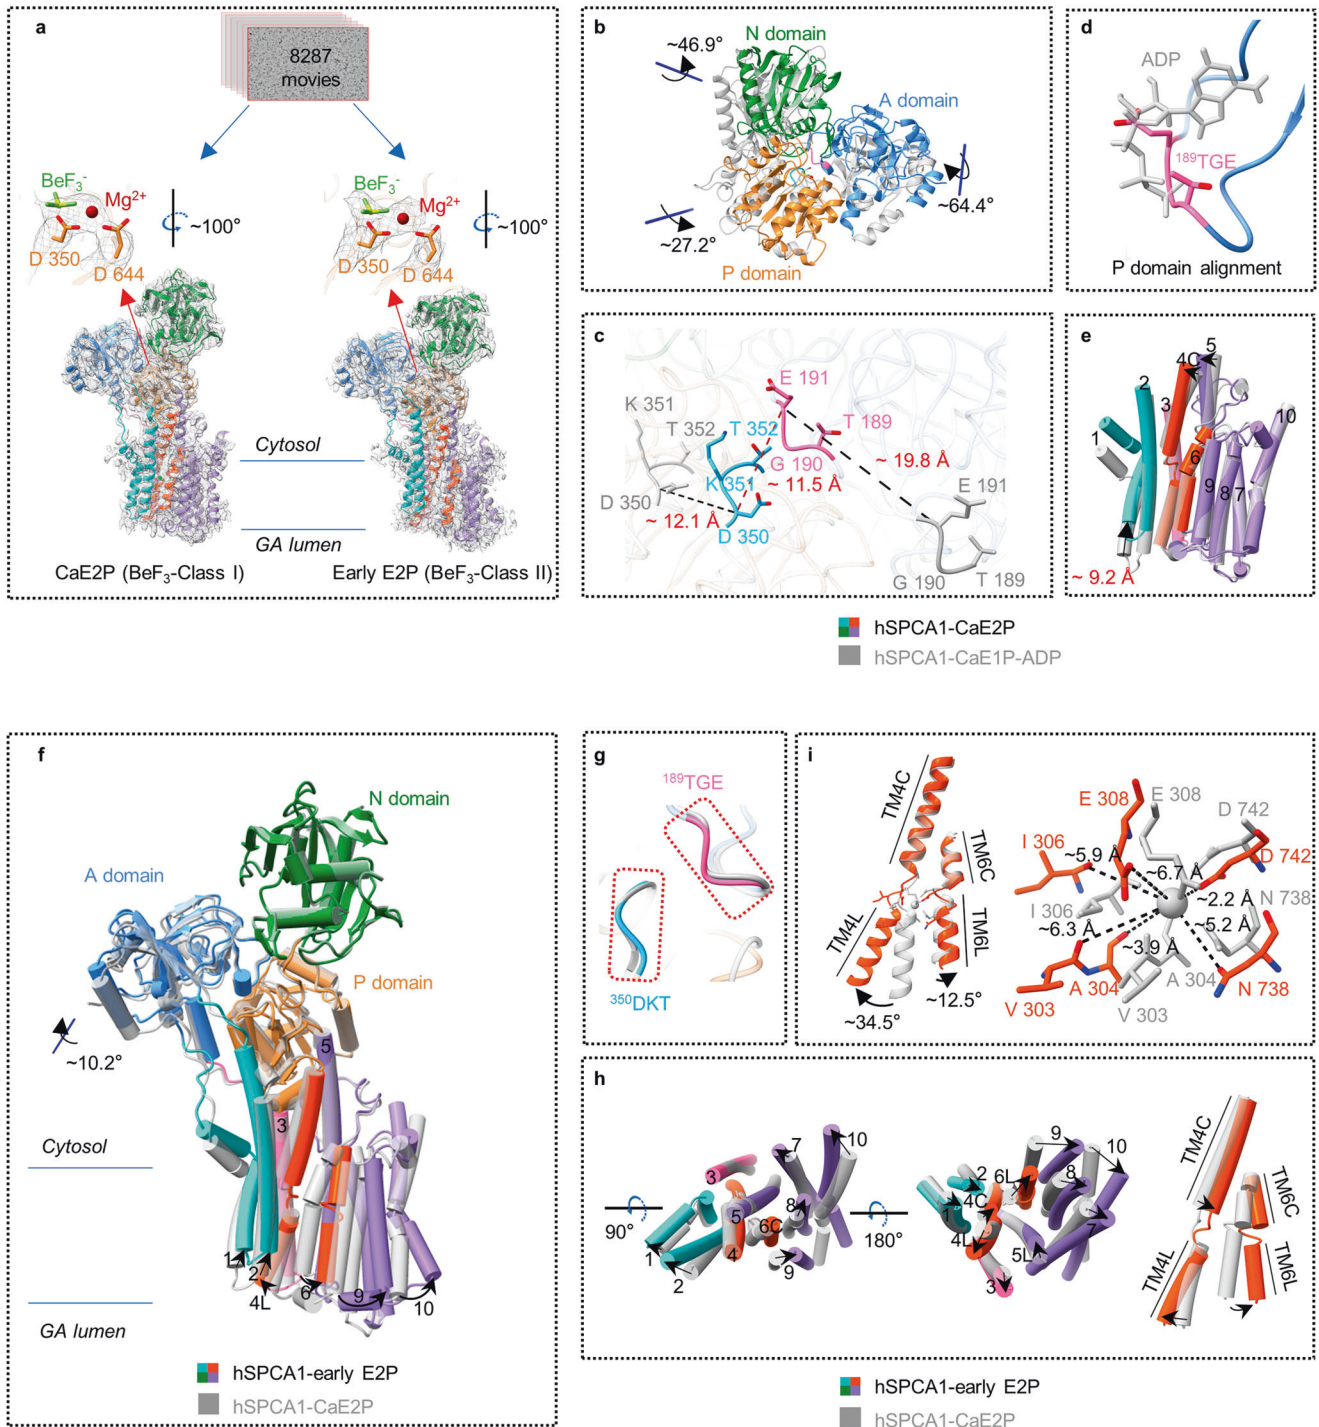 a
8287
movies
BeF₃⁻
Mg²⁺
D 350
D 644
~100°
BeF₃⁻
Mg²⁺
D 350
D 644
~100°
Cytosol
GA lumen
CaE2P (BeF₃-Class I)
Early E2P (BeF₃-Class II)
b
~46.9°
N domain
A domain
~64.4°
~27.2°
P domain
c
E 191
K 351
T 352
T 352
T 189
G 190
~ 19.8 Å
K 351
~ 11.5 Å
D 350
E 191
~ 12.1 Å
D 350
G 190
T 189
d
ADP
¹⁸⁹TGE
P domain alignment
e
5
4C
2
3
10
1
6
9
8
7
~ 9.2 Å
hSPCA1-CaE2P
hSPCA1-CaE1P-ADP
f
N domain
A domain
P domain
5
~10.2°
3
Cytosol
1
2
4L
6
9
10
GA lumen
hSPCA1-early E2P
hSPCA1-CaE2P
g
¹⁸⁹TGE
³⁵⁰DKT
i
TM4C
TM6C
TM4L
TM6L
~34.5°
~12.5°
E 308
E 308
D 742
I 306
~5.9 Å
D 742
~6.7 Å
~2.2 Å
N 738
I 306
~6.3 Å
~5.2 Å
~3.9 Å
A 304
A 304
N 738
V 303
V 303
h
90°
7
10
3
5
8
6C
1
4
2
9
180°
9
10
2
6L
8
4C
1
4L
7
5L
3
TM4C
TM6C
TM4L
TM6L
hSPCA1-early E2P
hSPCA1-CaE2P